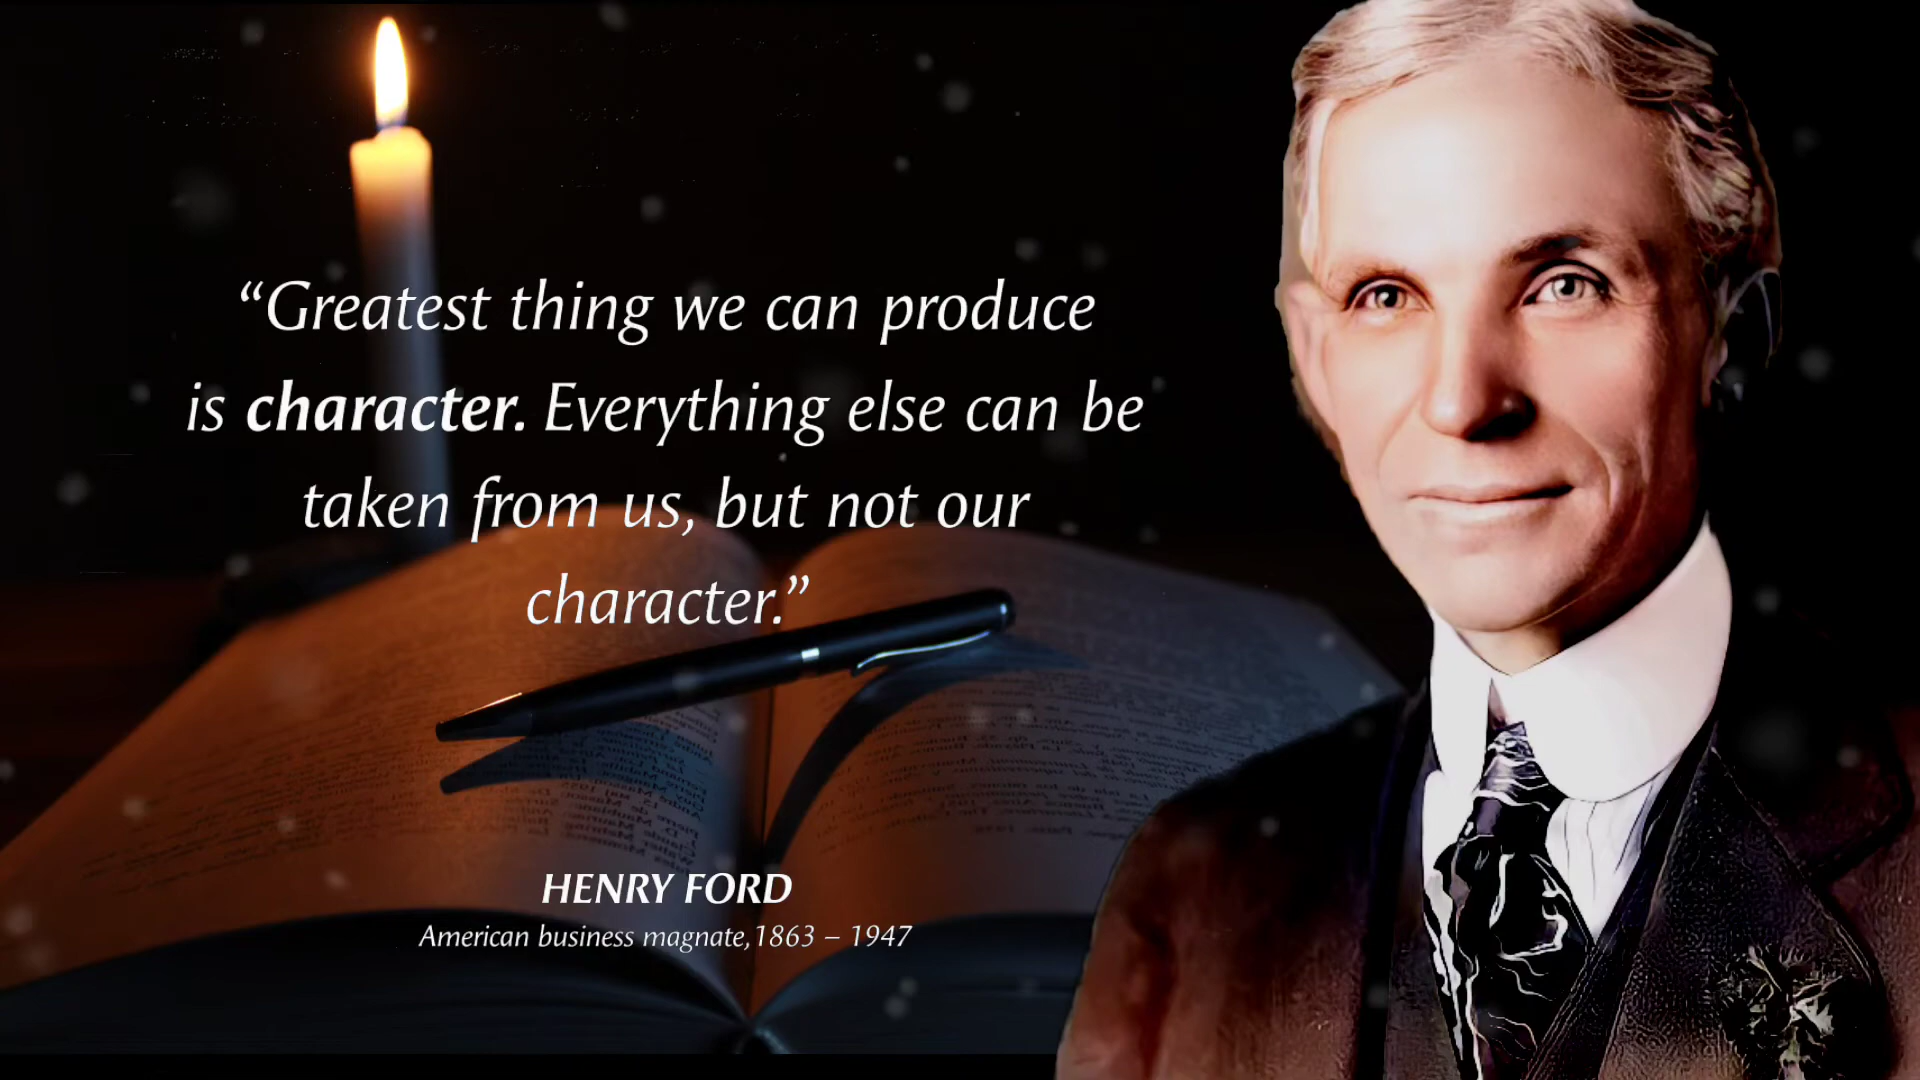 “Greatest thing we can produce
is character. Everything else can be
taken from us, but not our
character.”
HENRY FORD
American business magnate, 1863 – 1947